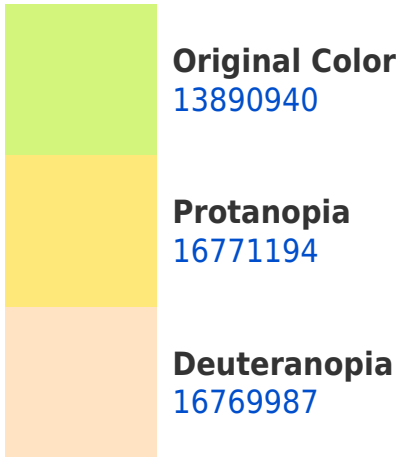 Original Color
13890940
Protanopia
16771194
Deuteranopia
16769987